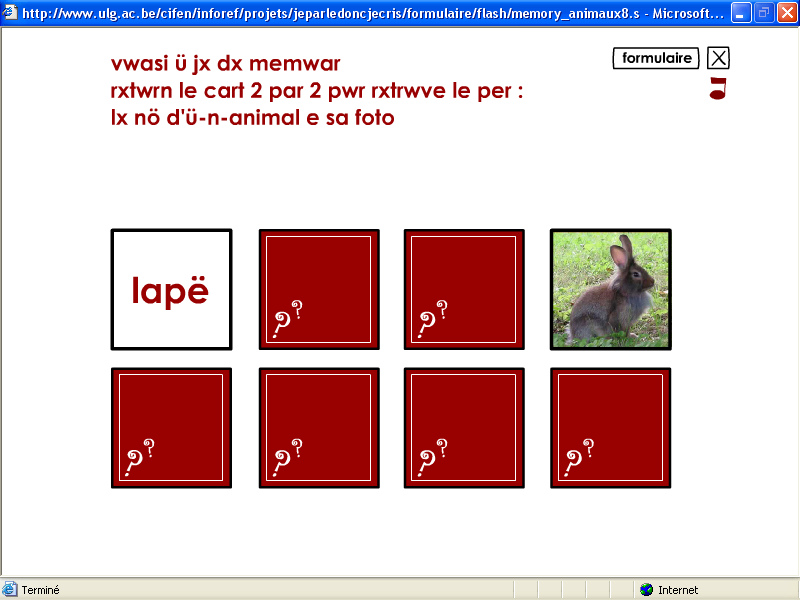 http://www.ulg.ac.be/cifen/inforef/projets/jeparledoncjecris/formulaire/flash/memory_animaux8.s - Microsoft...
formulaire
vwasi ü jx dx memwar
rxtwrn le cart 2 par 2 pwr rxtrwve le per :
lx nö d'ü-n-animal e sa foto
lapë
??
??
??
??
??
??
Terminé
Internet